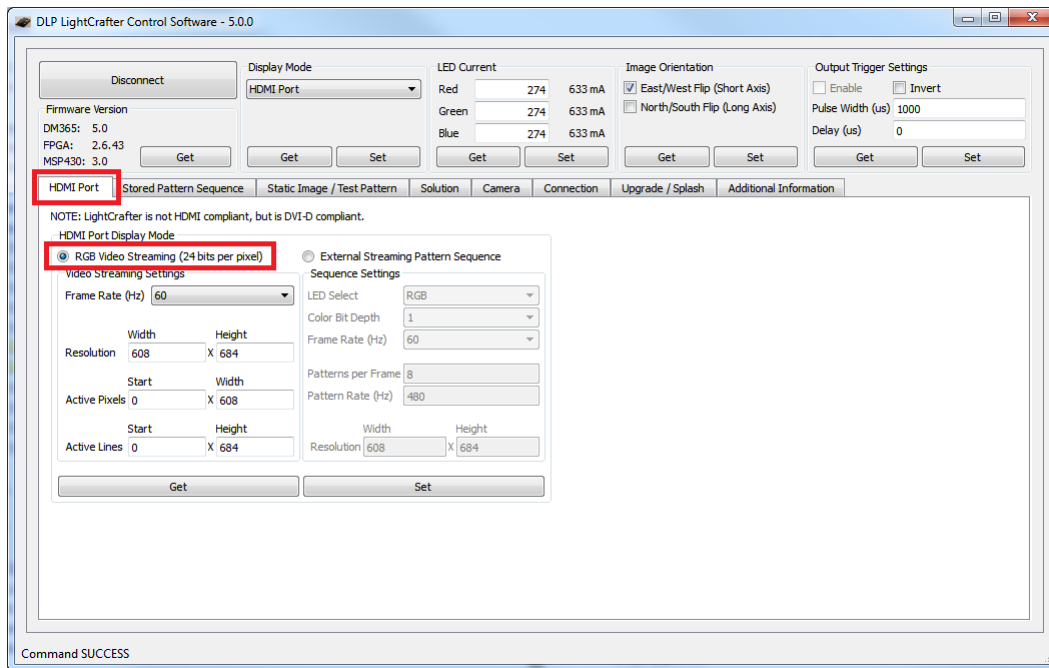 DLP LightCrafter Control Software - 5.0.0
Disconnect
Firmware Version
DM365: 5.0
FPGA: 2.6.43
MSP430: 3.0
Get
Display Mode
HDMI Port
Get Set
LED Current
Red 274 633 mA
Green 274 633 mA
Blue 274 633 mA
Get Set
Image Orientation
East/West Flip (Short Axis)
North/South Flip (Long Axis)
Get Set
Output Trigger Settings
Enable Invert
Pulse Width (us) 1000
Delay (us) 0
Get Set
HDMI Port Stored Pattern Sequence Static Image / Test Pattern Solution Camera Connection Upgrade / Splash Additional Information
NOTE: LightCrafter is not HDMI compliant, but is DVI-D compliant.
HDMI Port Display Mode
RGB Video Streaming (24 bits per pixel)
Video Streaming Settings
Frame Rate (Hz) 60
Width Height
Resolution 608 X 684
Start Width
Active Pixels 0 X 608
Start Height
Active Lines 0 X 684
External Streaming Pattern Sequence
Sequence Settings
LED Select RGB
Color Bit Depth 1
Frame Rate (Hz) 60
Patterns per Frame 8
Pattern Rate (Hz) 480
Width Height
Resolution 608 X 684
Get Set
Command SUCCESS